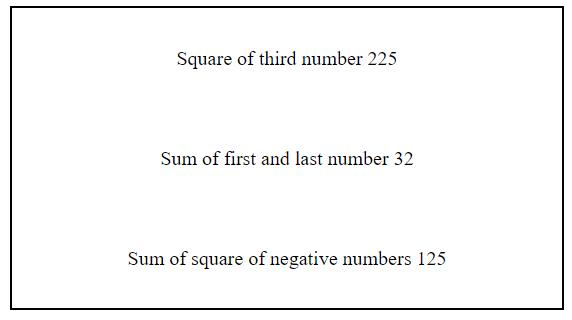 Square of third number 225
Sum of first and last number 32
Sum of square of negative numbers 125